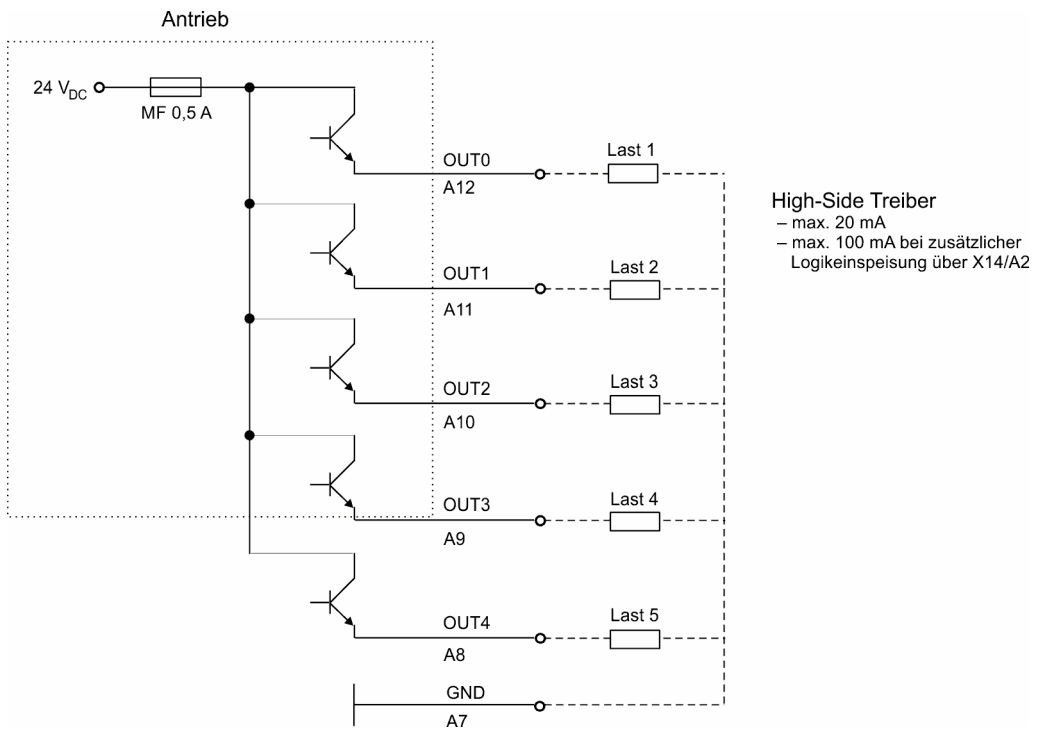 Antrieb
24 VDC
MF 0,5 A
OUT0
A12
Last 1
High-Side Treiber
– max. 20 mA
– max. 100 mA bei zusätzlicher
Logikeinspeisung über X14/A2
OUT1
A11
Last 2
OUT2
A10
Last 3
OUT3
A9
Last 4
OUT4
A8
Last 5
GND
A7